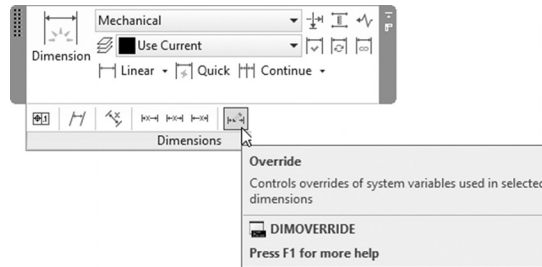 Mechanical
Use Current
Dimension
Linear
Quick
Continue
Dimensions
Override
Controls overrides of system variables used in selected
dimensions
DIMOVERRIDE
Press F1 for more help